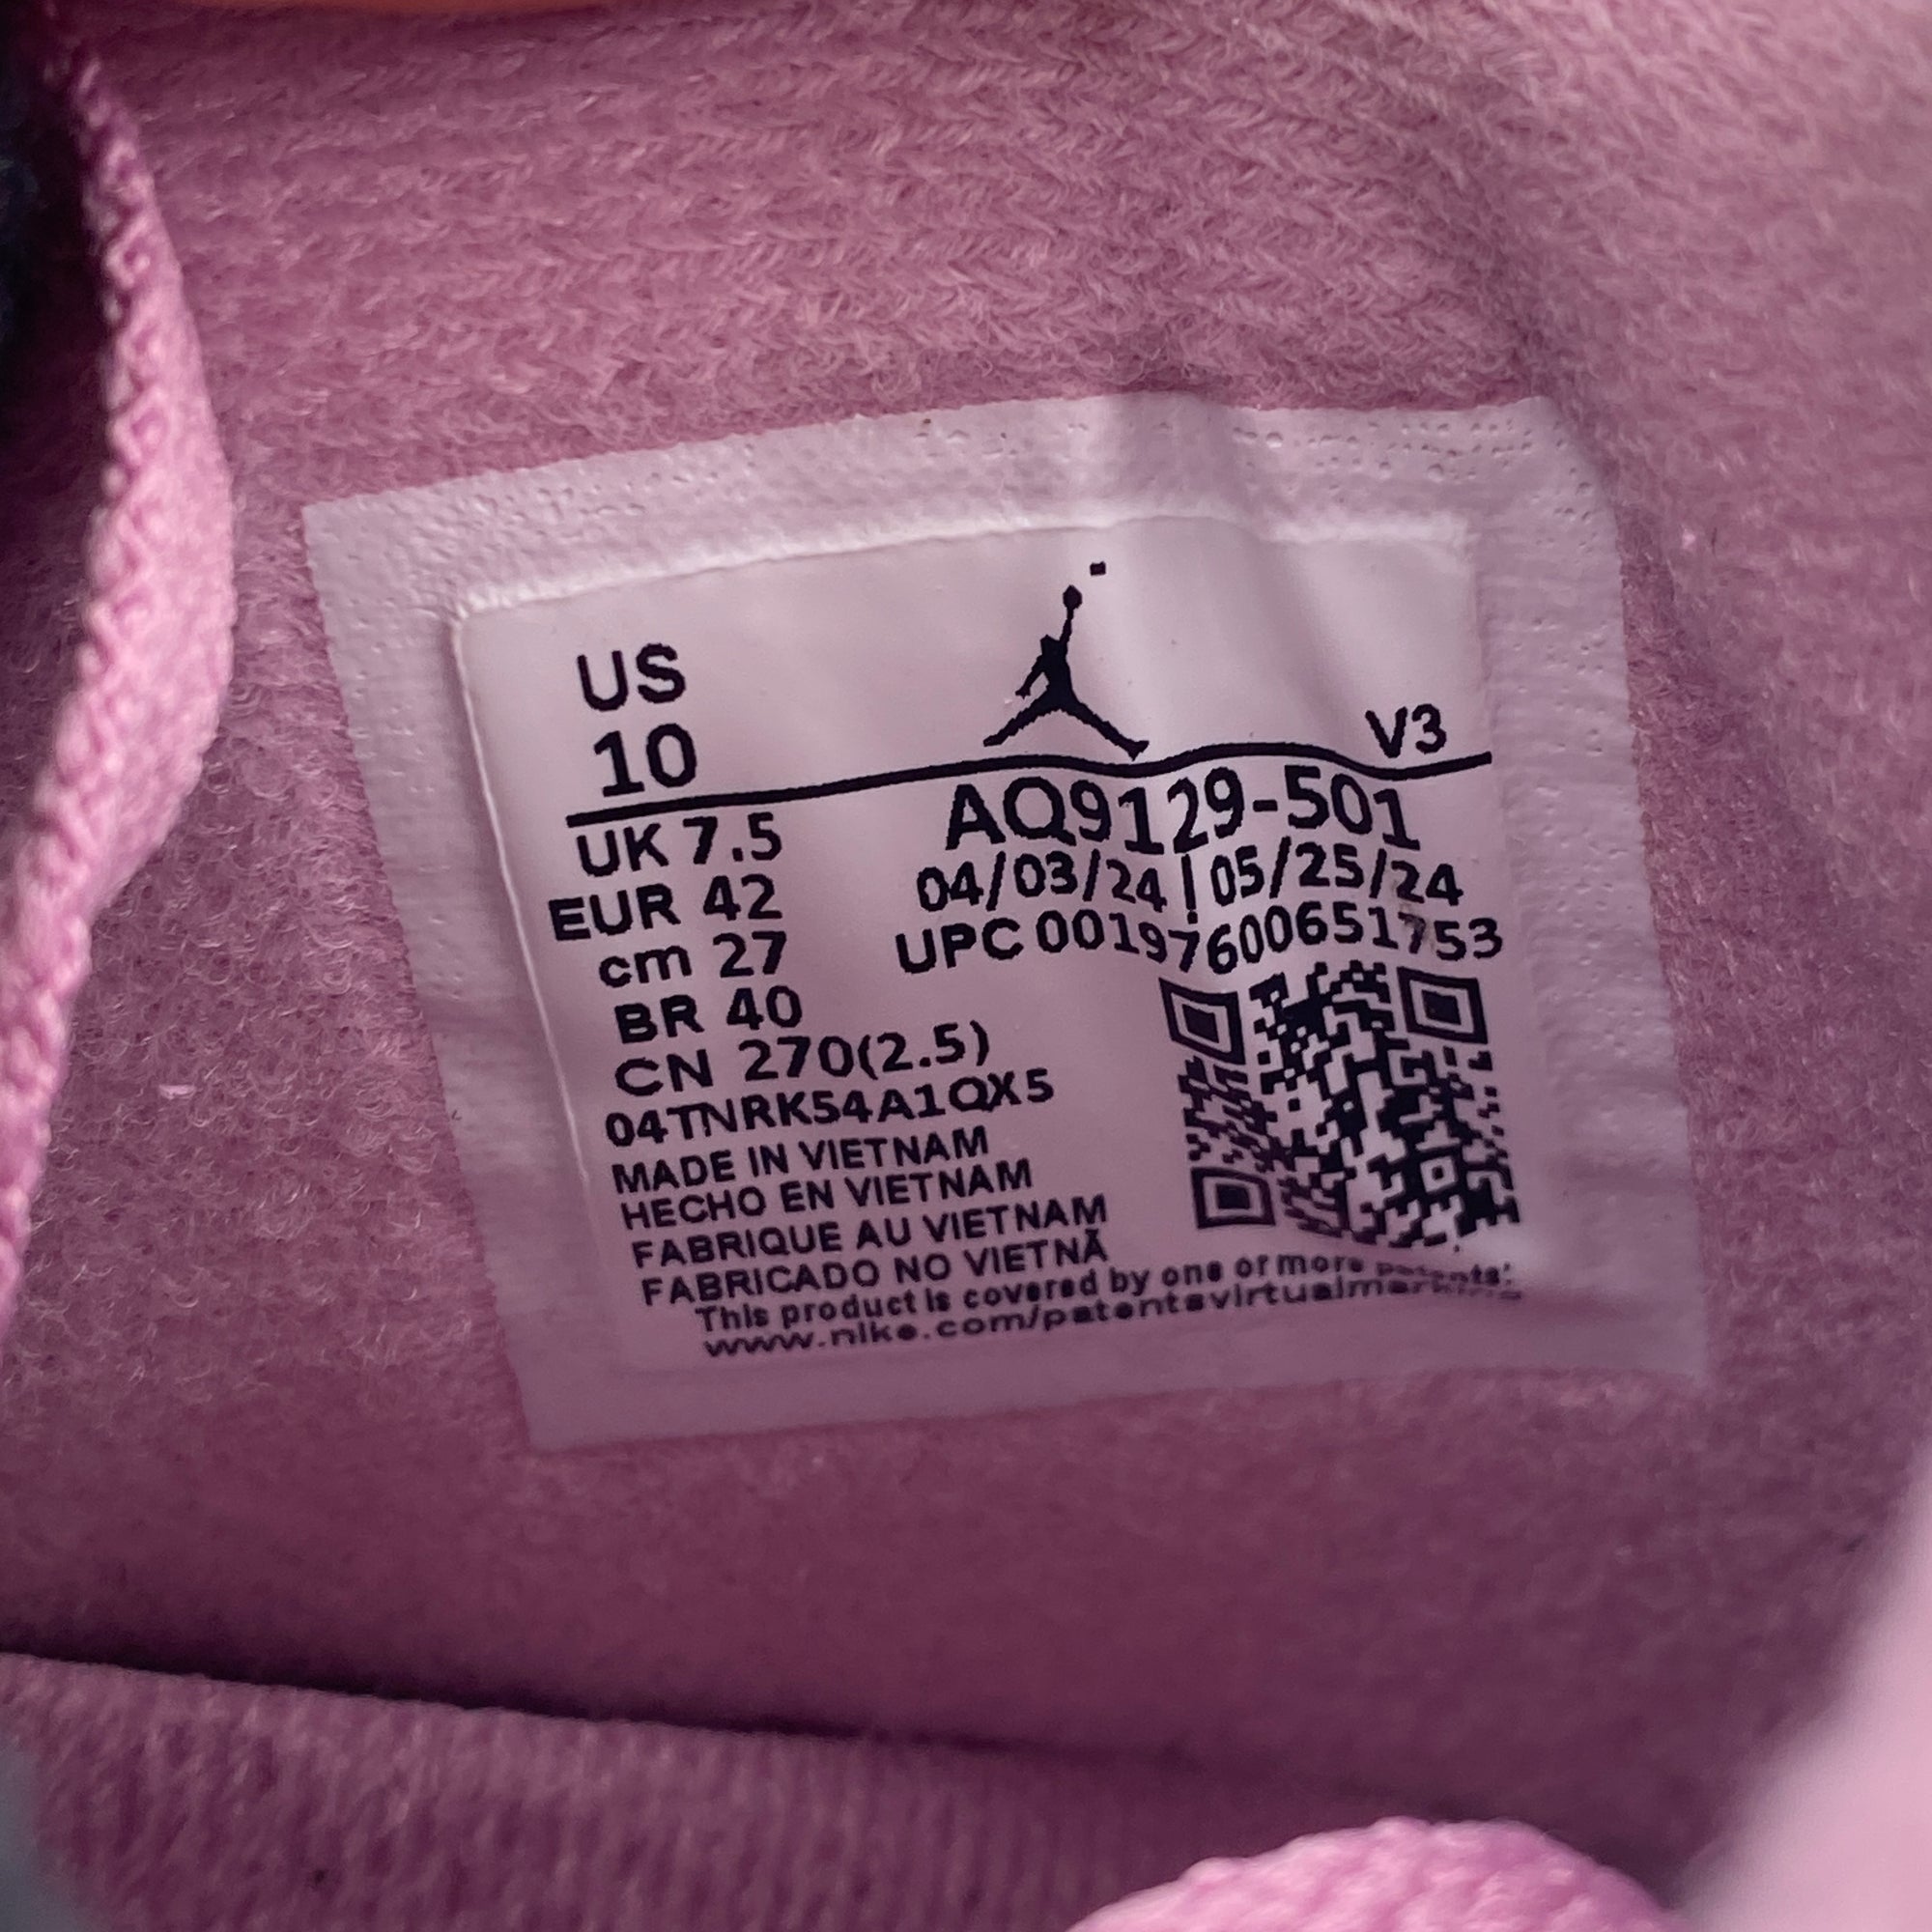 US
10
V3
UK 7.5
AQ9129-501
EUR 42
04/03/24 | 05/25/24
cm 27
UPC 00197600651753
BR 40
CN 270(2.5)
04TNRK54A1QX5
MADE IN VIETNAM
HECHO EN VIETNAM
FABRIQUE AU VIETNAM
FABRICADO NO VIETNÃ
This product is covered by one or more patents:
www.nike.com/patentsvirtualmarking